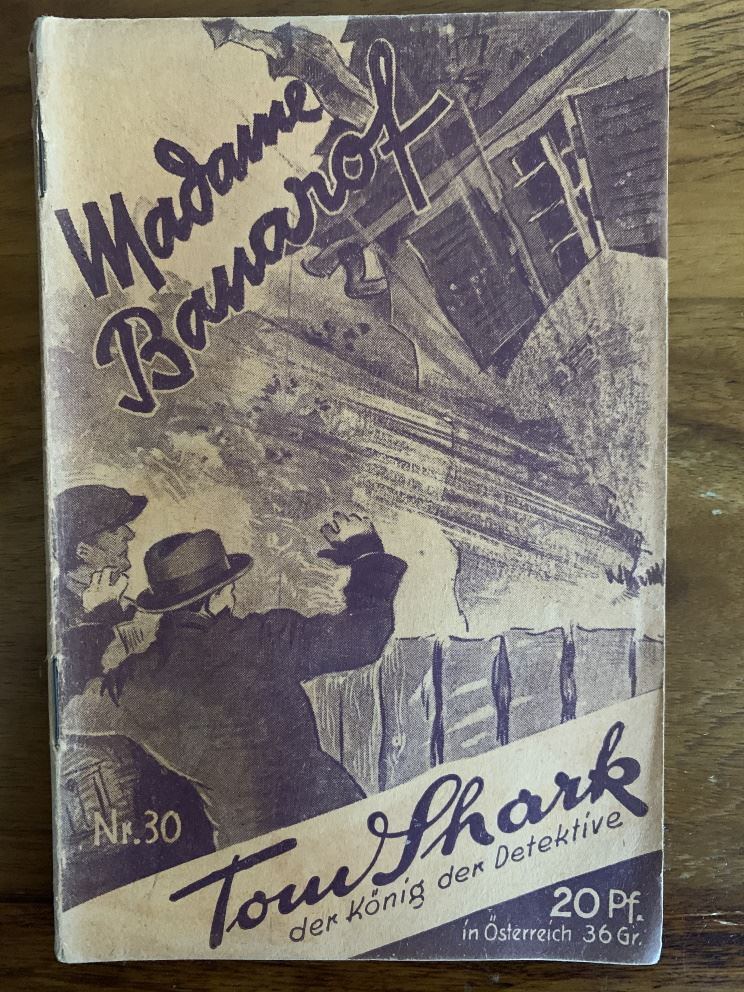 Madame
Banarof
Nr.30
Tom Shark
der König der Detektive
20 Pf.
in Österreich 36 Gr.